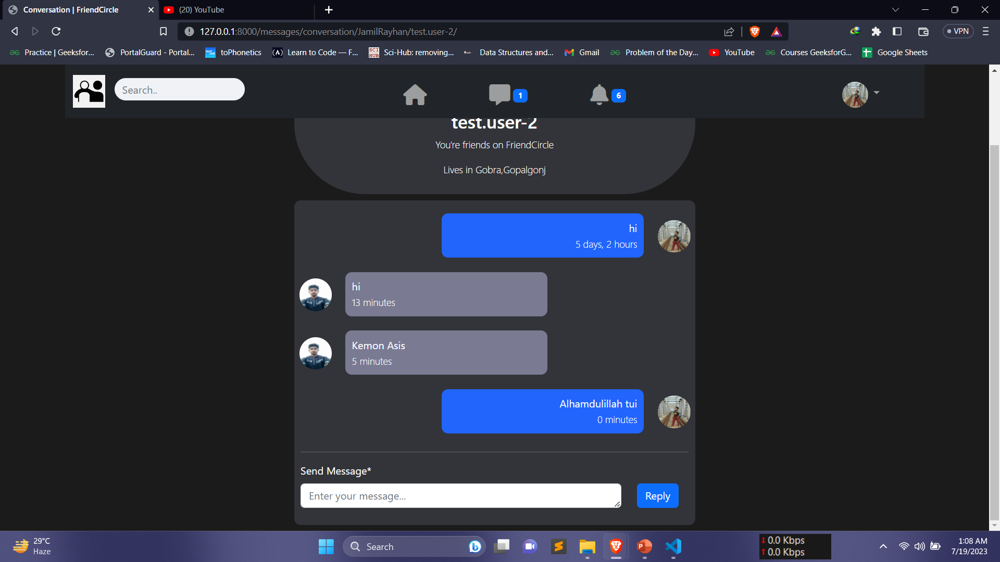 Conversation | FriendCircle
(20) YouTube
127.0.0.1:8000/messages/conversation/JamilRayhan/test.user-2/
VPN
Practice | Geeksfor...
PortalGuard - Portal...
toPhonetics
Learn to Code — F...
SCI HUB
Sci-Hub: removing...
Data Structures and...
Gmail
Problem of the Day...
YouTube
Courses GeeksforG...
Google Sheets
Search..
1
6
test.user-2
You're friends on FriendCircle
Lives in Gobra,Gopalgonj
hi
5 days, 2 hours
hi
13 minutes
Kemon Asis
5 minutes
Alhamdulillah tui
0 minutes
Send Message*
Enter your message...
Reply
29°C
Haze
Search
0.0 Kbps
0.0 Kbps
1:08 AM
7/19/2023